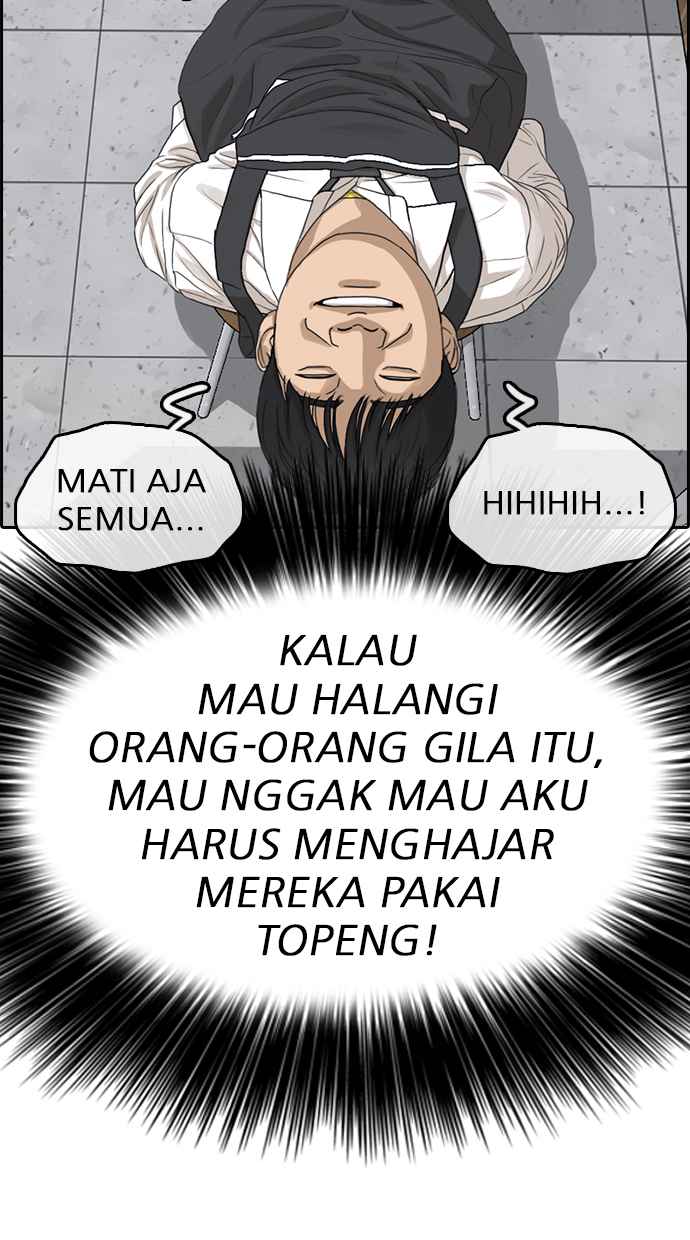 MATI AJA
SEMUA...
HIHIHIH...!
KALAU
MAU HALANGI
ORANG-ORANG GILA ITU,
MAU NGGAK MAU AKU
HARUS MENGHAJAR
MEREKA PAKAI
TOPENG!